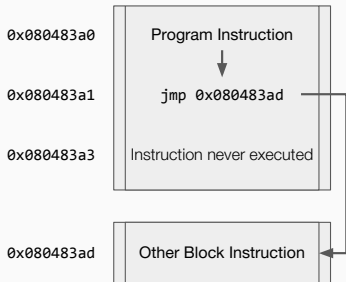 0x080483a0 Program Instruction
0x080483a1 jmp 0x080483ad
0x080483a3 Instruction never executed
0x080483ad Other Block Instruction